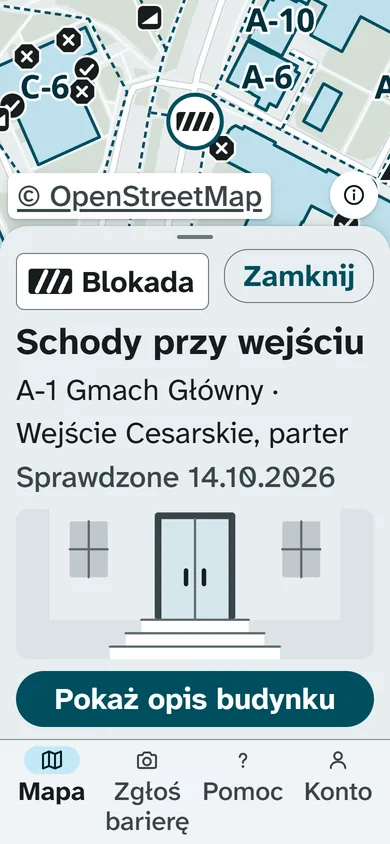 A-10
C-6
A-6
A
© OpenStreetMap
Blokada
Zamknij
Schody przy wejściu
A-1 Gmach Główny ·
Wejście Cesarskie, parter
Sprawdzone 14.10.2026
Pokaż opis budynku
Mapa
Zgłoś
barierę
Pomoc
Konto